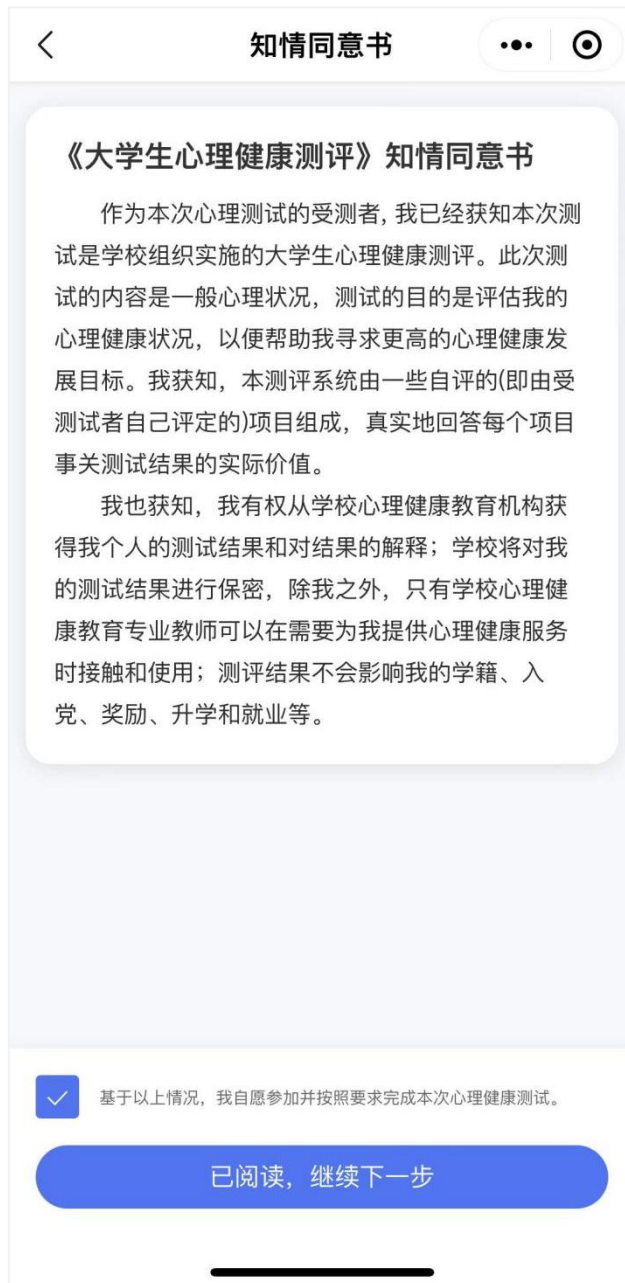 知情同意书
《大学生心理健康测评》知情同意书
作为本次心理测试的受测者,我已经获知本次测
试是学校组织实施的大学生心理健康测评。此次测
试的内容是一般心理状况，测试的目的是评估我的
心理健康状况，以便帮助我寻求更高的心理健康发
展目标。我获知，本测评系统由一些自评的(即由受
测试者自己评定的)项目组成，真实地回答每个项目
事关测试结果的实际价值。
我也获知，我有权从学校心理健康教育机构获
得我个人的测试结果和对结果的解释；学校将对我
的测试结果进行保密，除我之外，只有学校心理健
康教育专业教师可以在需要为我提供心理健康服务
时接触和使用；测评结果不会影响我的学籍、入
党、奖励、升学和就业等。
基于以上情况，我自愿参加并按照要求完成本次心理健康测试。
已阅读，继续下一步